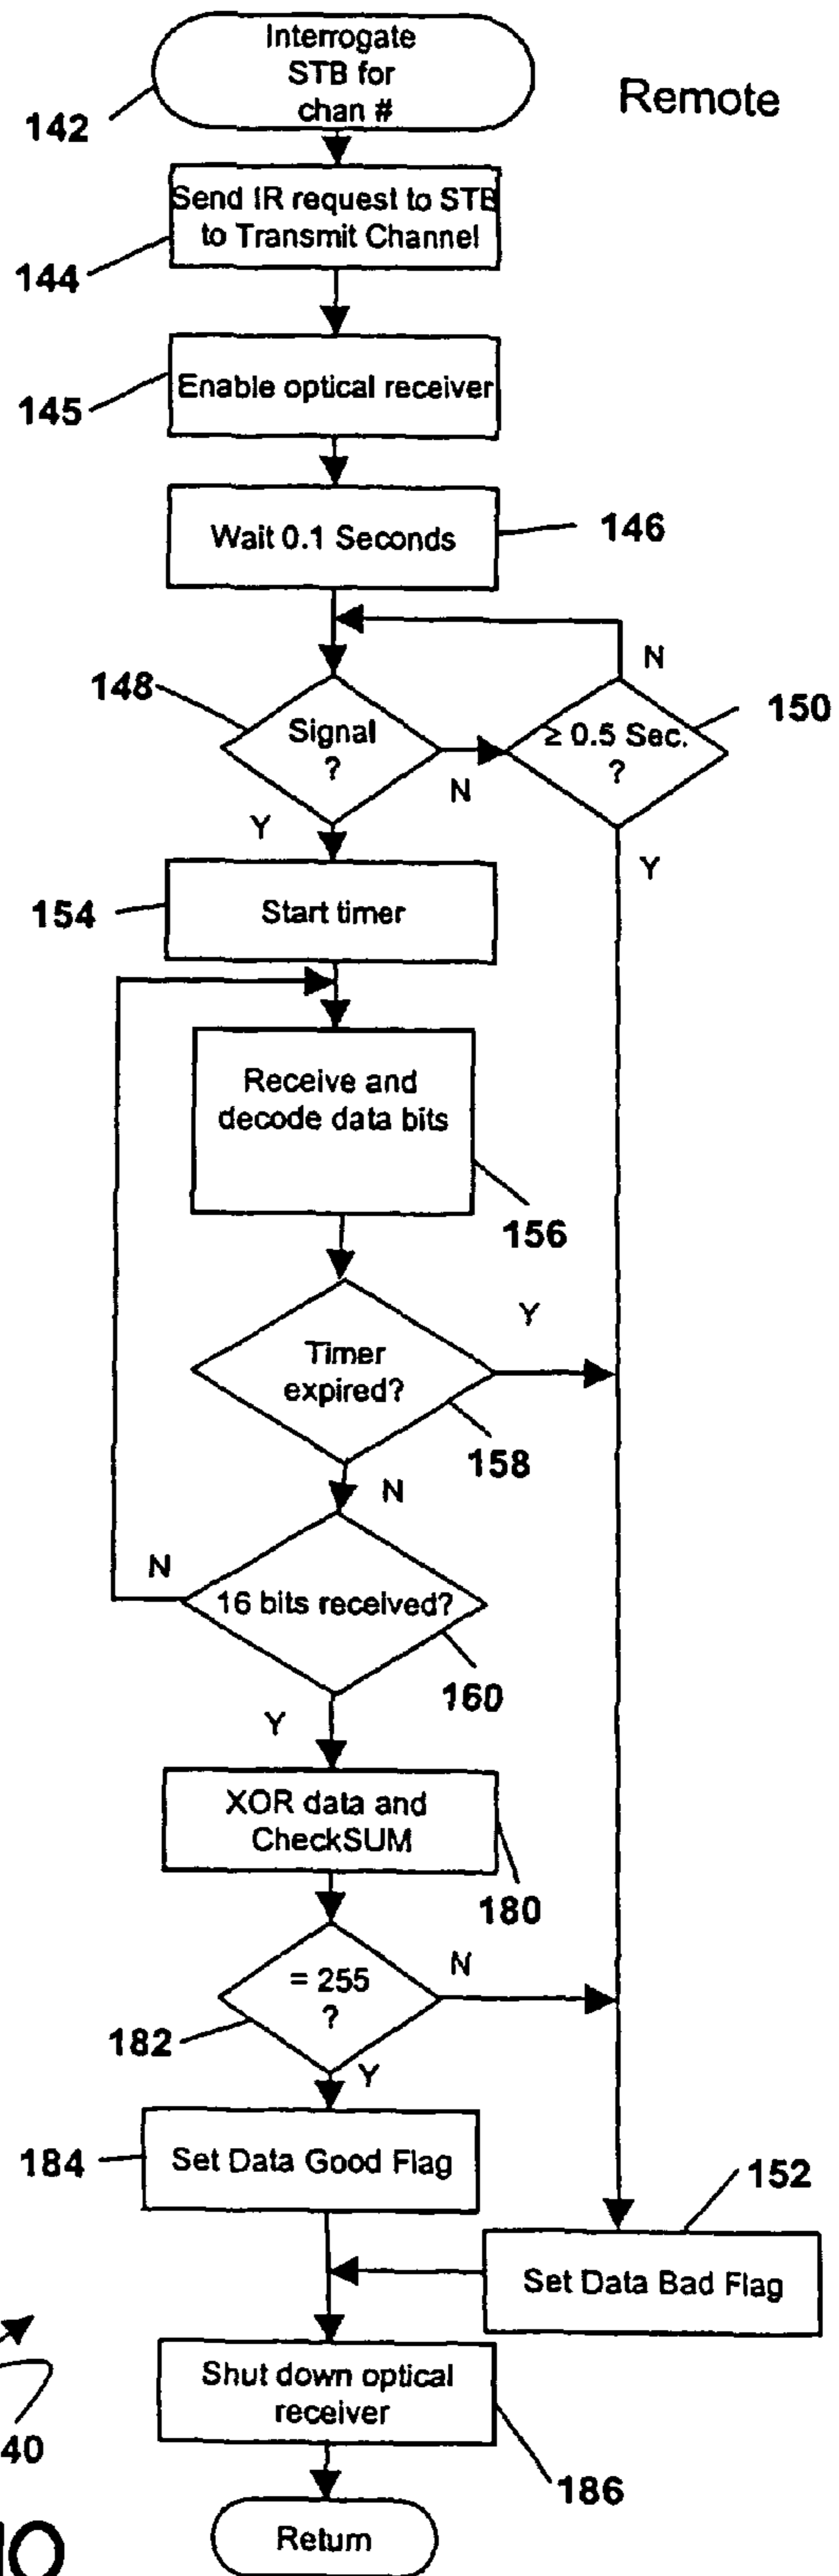 Interrogate
STB for
chan #
Remote
142
Send IR request to STB
to Transmit Channel
144
Enable optical receiver
145
Wait 0.1 Seconds
146
N
148
Signal
?
N
≥ 0.5 Sec.
?
150
Y
Y
154
Start timer
Receive and
decode data bits
156
Timer
expired?
Y
158
N
N
16 bits received?
160
Y
XOR data and
CheckSUM
180
= 255
?
N
182
Y
184
Set Data Good Flag
152
Set Data Bad Flag
Shut down optical
receiver
186
40
Return
10